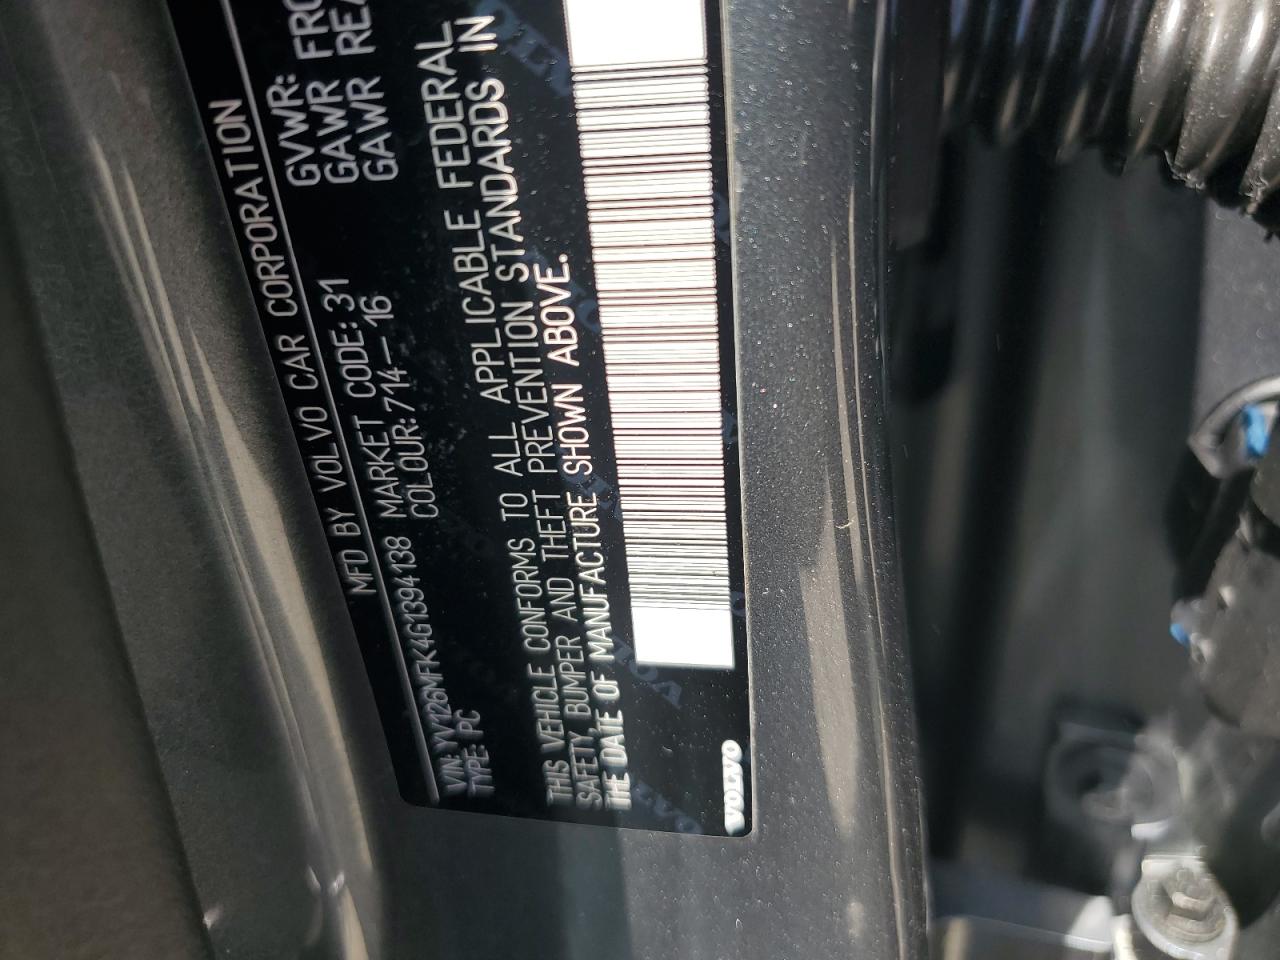 MFD BY VOLVO CAR CORPORATION
VIN: YV126MFK4G1394138 MARKET CODE: 31
TYPE: PC COLOUR: 714-16
GVWR:
GAWR FRO
GAWR REA
THIS VEHICLE CONFORMS TO ALL APPLICABLE FEDERAL
SAFETY, BUMPER AND THEFT PREVENTION STANDARDS IN
THE DATE OF MANUFACTURE SHOWN ABOVE.
VOLVO